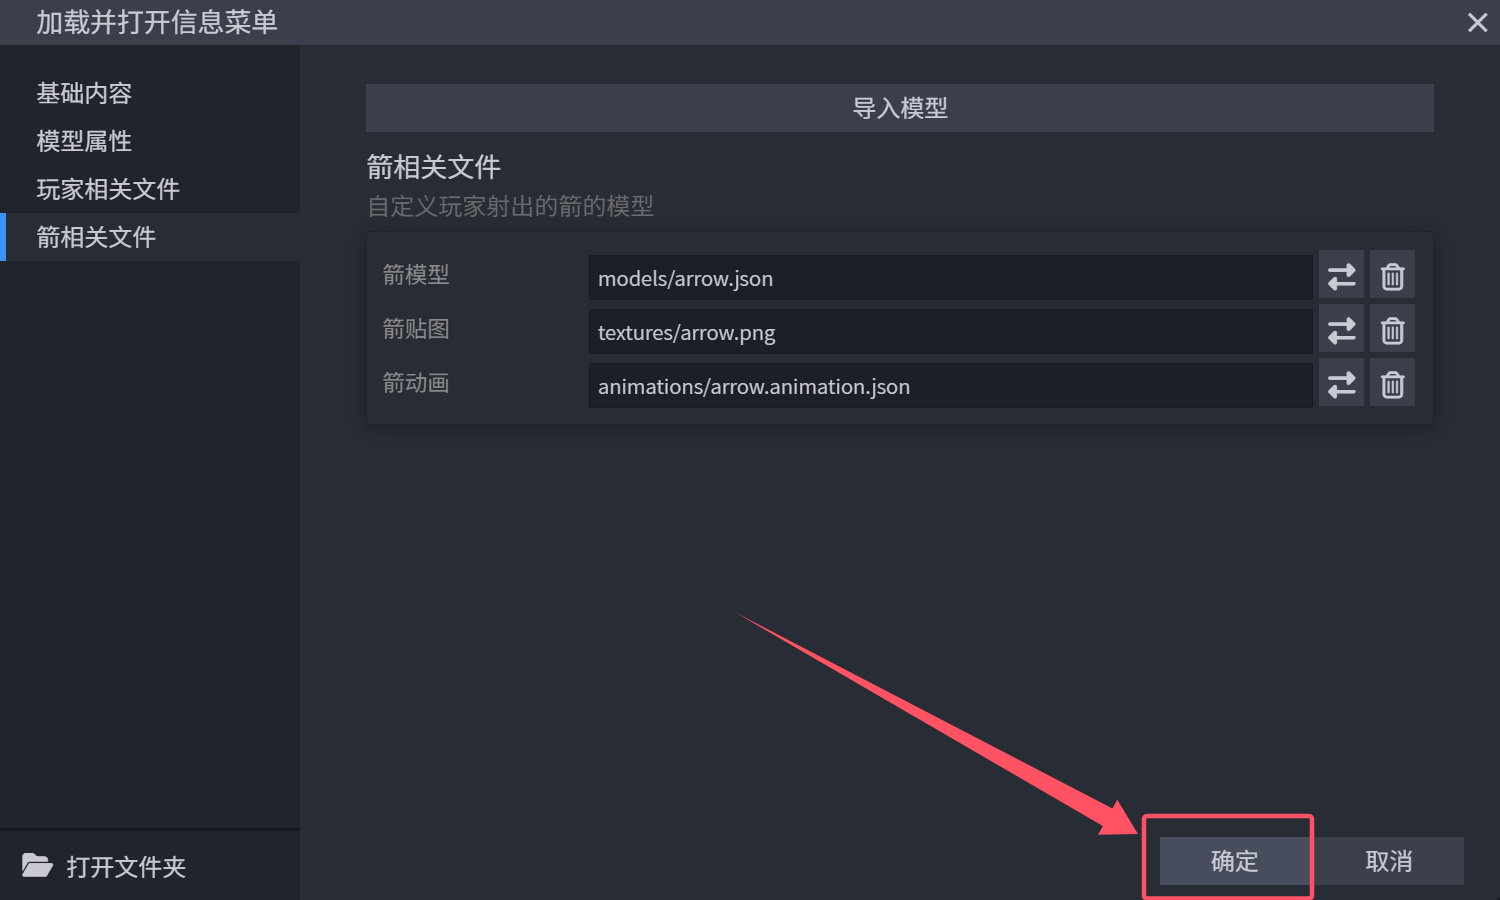 加载并打开信息菜单
基础内容
模型属性
玩家相关文件
箭相关文件
打开文件夹
导入模型
箭相关文件
自定义玩家射出的箭的模型
箭模型 models/arrow.json
箭贴图 textures/arrow.png
箭动画 animations/arrow.animation.json
确定 取消